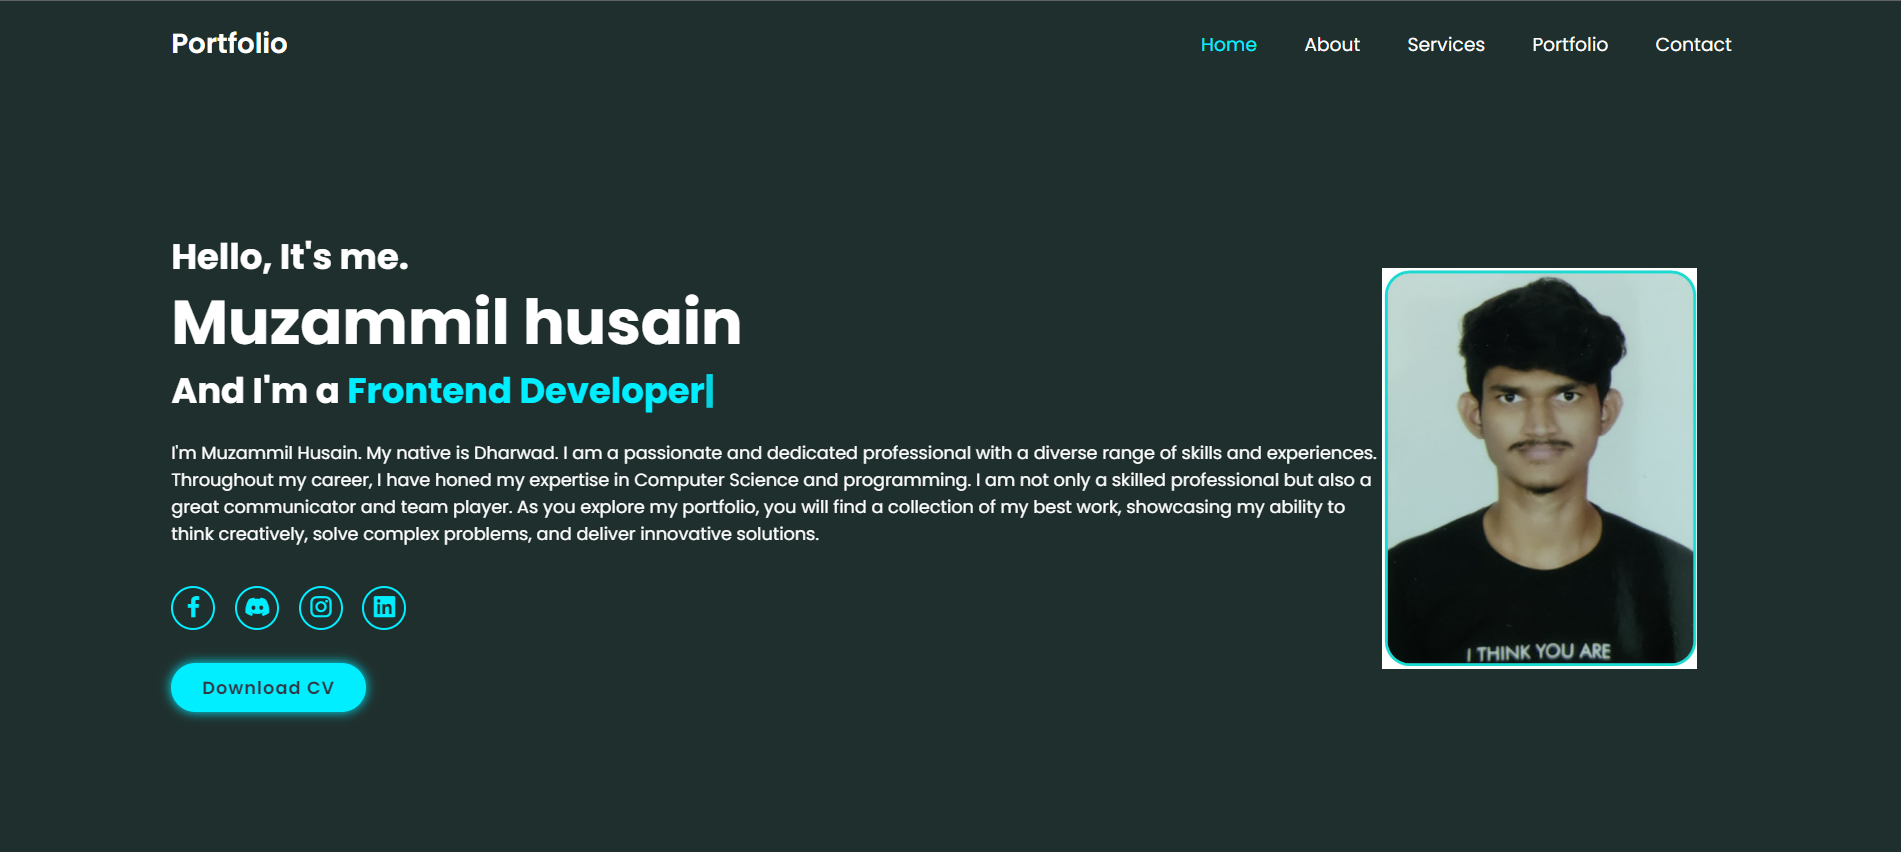 Portfolio
Home About Services Portfolio Contact
Hello, It's me.
Muzammil husain
And I'm a Frontend Developer|
I'm Muzammil Husain. My native is Dharwad. I am a passionate and dedicated professional with a diverse range of skills and experiences.
Throughout my career, I have honed my expertise in Computer Science and programming. I am not only a skilled professional but also a
great communicator and team player. As you explore my portfolio, you will find a collection of my best work, showcasing my ability to
think creatively, solve complex problems, and deliver innovative solutions.
Download CV
I THINK YOU ARE